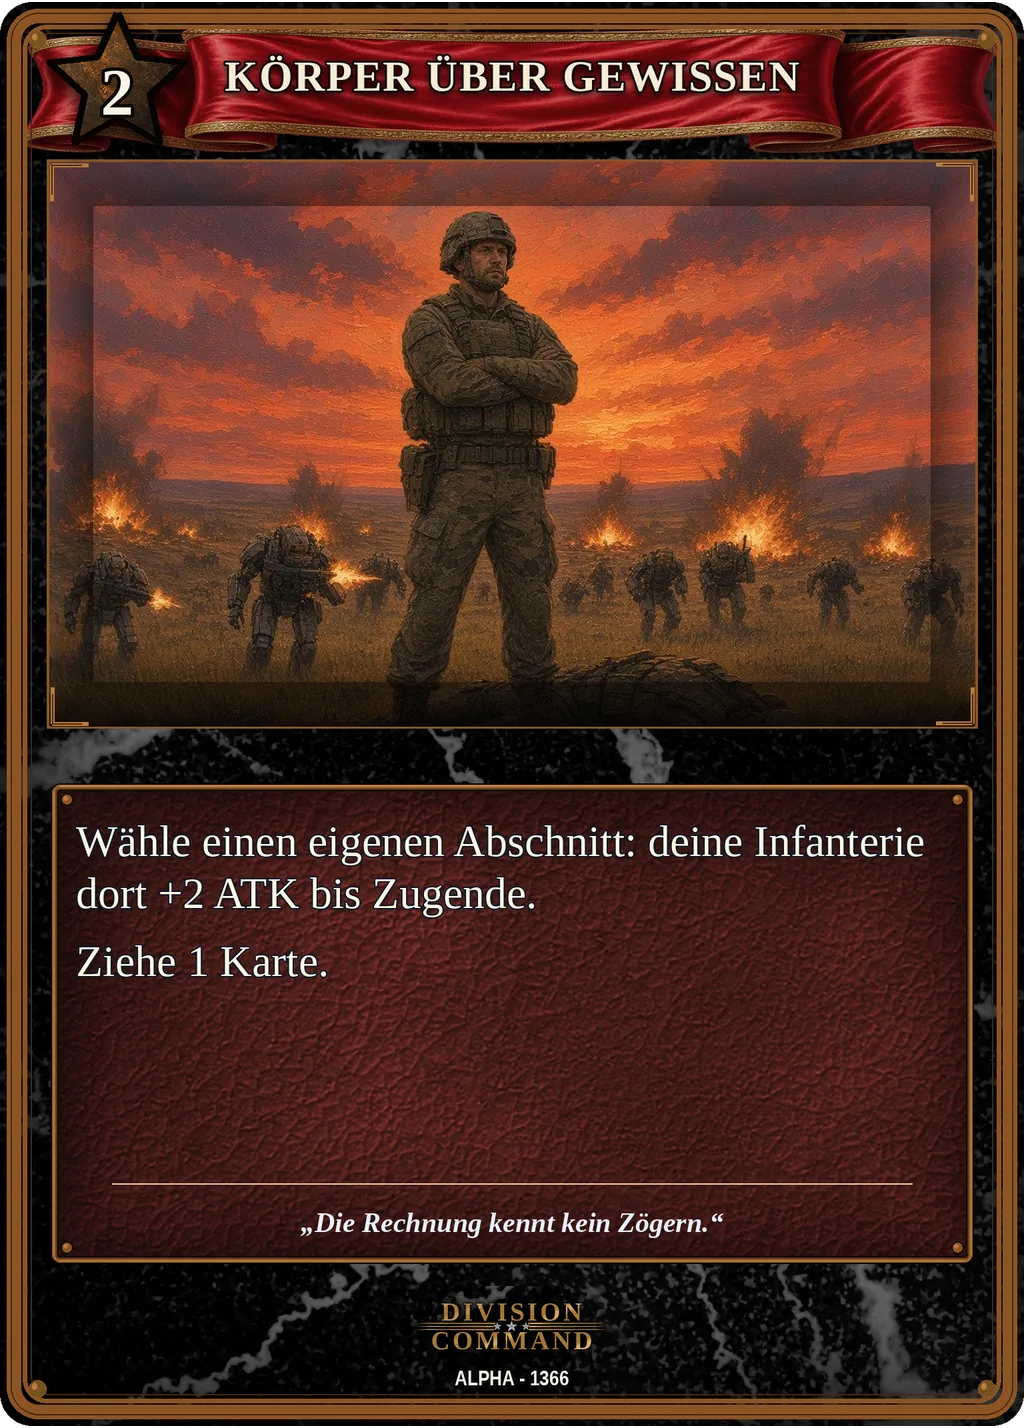 2
KÖRPER ÜBER GEWISSEN
Wähle einen eigenen Abschnitt: deine Infanterie
dort +2 ATK bis Zugende.
Ziehe 1 Karte.
„Die Rechnung kennt kein Zögern.“
DIVISION
COMMAND
ALPHA - 1366